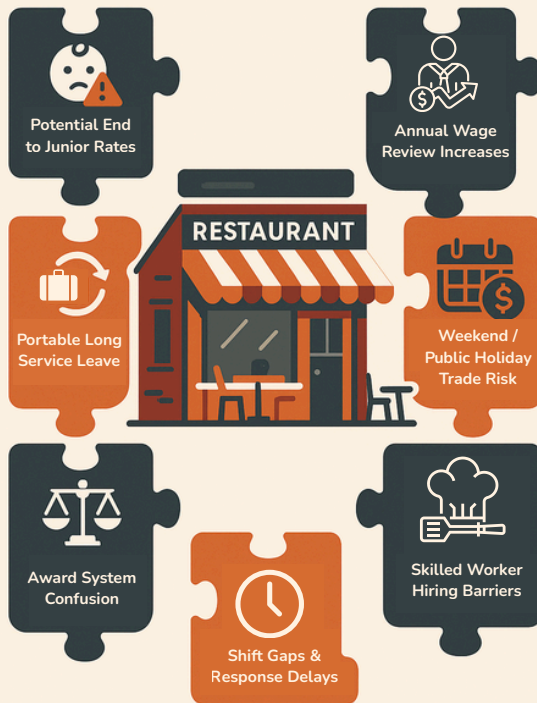 Potential End
to Junior Rates
Annual Wage
Review Increases
RESTAURANT
$
Portable Long
Service Leave
$
Weekend /
Public Holiday
Trade Risk
Award System
Confusion
Skilled Worker
Hiring Barriers
Shift Gaps &
Response Delays